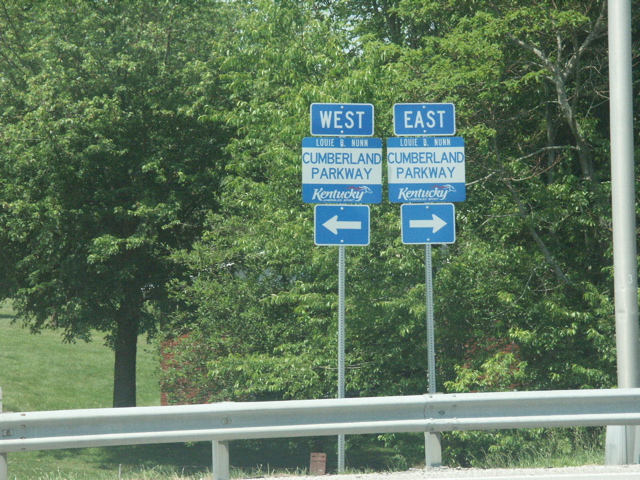 WEST
LOUIE B. NUNN
CUMBERLAND
PARKWAY
Kentucky
EAST
LOUIE B. NUNN
CUMBERLAND
PARKWAY
Kentucky